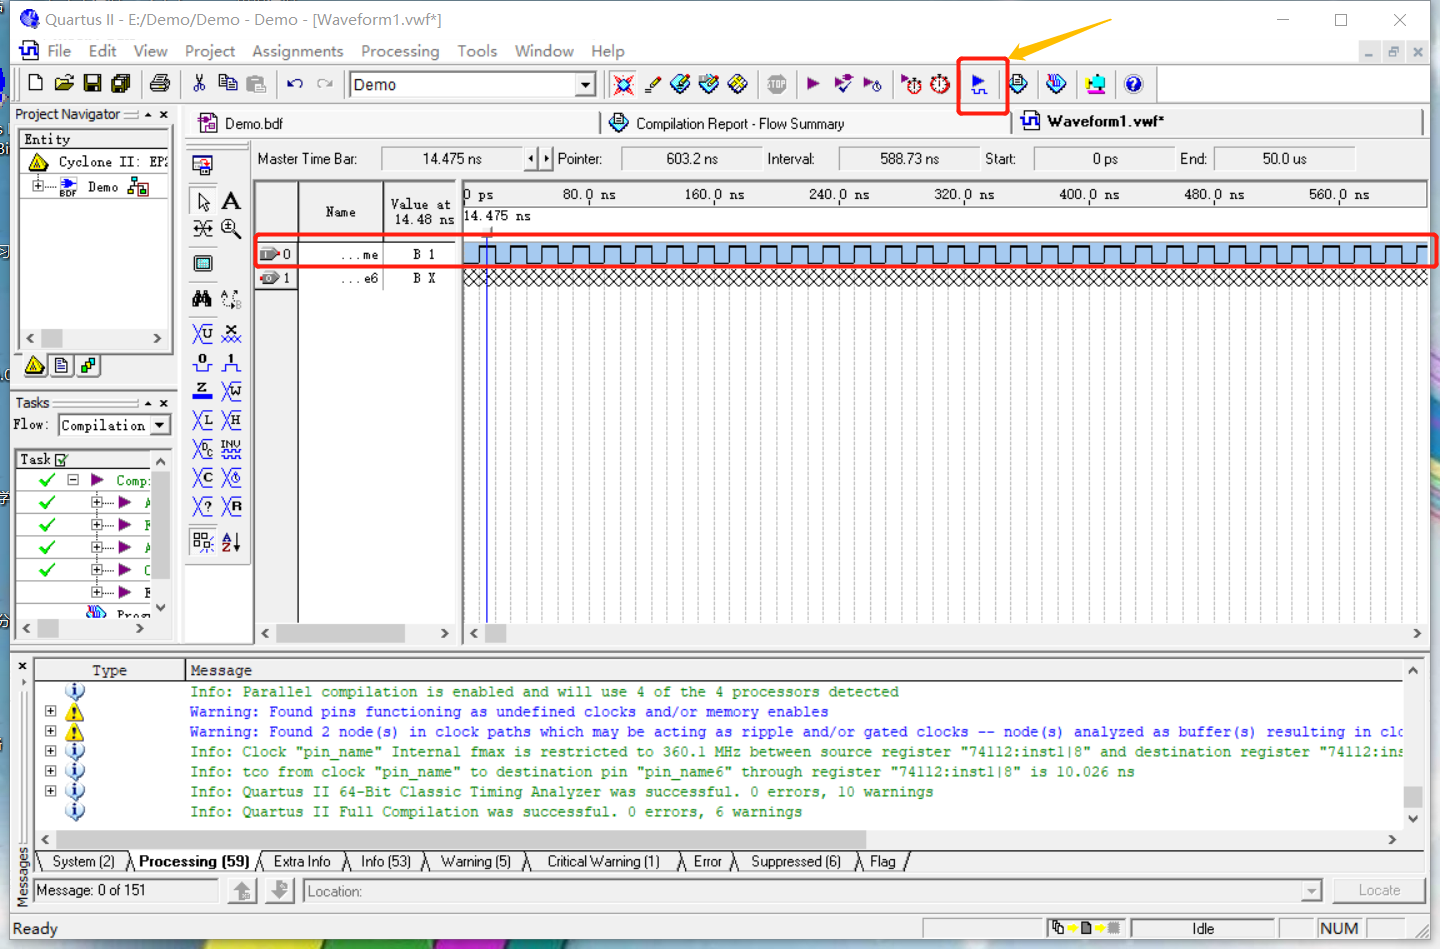 Quartus II - E:/Demo/Demo - Demo - [Waveform1.vwf*]
File Edit View Project Assignments Processing Tools Window Help
Demo
STOP
Project Navigator
Demo.bdf
Compilation Report - Flow Summary
Waveform1.vwf*
Entity
Cyclone II: EP2
BDF Demo
Master Time Bar: 14.475 ns Pointer: 603.2 ns Interval: 588.73 ns Start: 0 ps End: 50.0 us
Name
Value at
14.48 ns
0 ps 80.0 ns 160.0 ns 240.0 ns 320.0 ns 400.0 ns 480.0 ns 560.0 ns
14.475 ns
0 ...me B 1
1 ...e6 B X
Tasks
Flow: Compilation
Task
Comp:
A
F
A
C
E
Type Message
Info: Parallel compilation is enabled and will use 4 of the 4 processors detected
Warning: Found pins functioning as undefined clocks and/or memory enables
Warning: Found 2 node(s) in clock paths which may be acting as ripple and/or gated clocks -- node(s) analyzed as buffer(s) resulting in clo
Info: Clock "pin_name" Internal fmax is restricted to 360.1 MHz between source register "74112:inst1|8" and destination register "74112:ins
Info: tco from clock "pin_name" to destination pin "pin_name6" through register "74112:inst1|8" is 10.026 ns
Info: Quartus II 64-Bit Classic Timing Analyzer was successful. 0 errors, 10 warnings
Info: Quartus II Full Compilation was successful. 0 errors, 6 warnings
Messages
System (2) Processing (59) Extra Info Info (53) Warning (5) Critical Warning (1) Error Suppressed (6) Flag
Message: 0 of 151
Location:
Locate
Ready
Idle
NUM